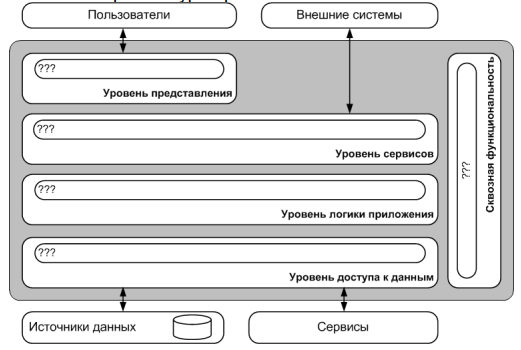 Пользователи
Внешние системы
???
Уровень представления
???
Уровень сервисов
???
Уровень логики приложения
???
Уровень доступа к данным
???
Сквозная функциональность
Источники данных
Сервисы